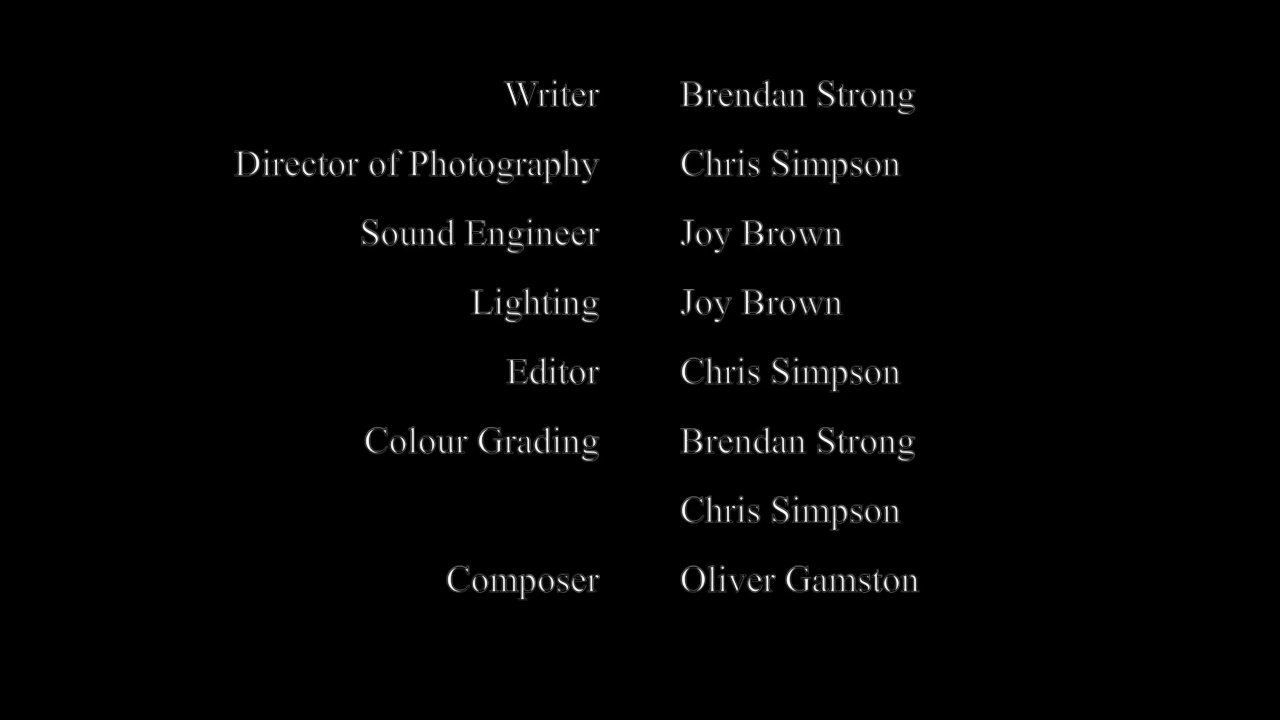 Writer Brendan Strong
Director of Photography Chris Simpson
Sound Engineer Joy Brown
Lighting Joy Brown
Editor Chris Simpson
Colour Grading Brendan Strong
Chris Simpson
Composer Oliver Gamston